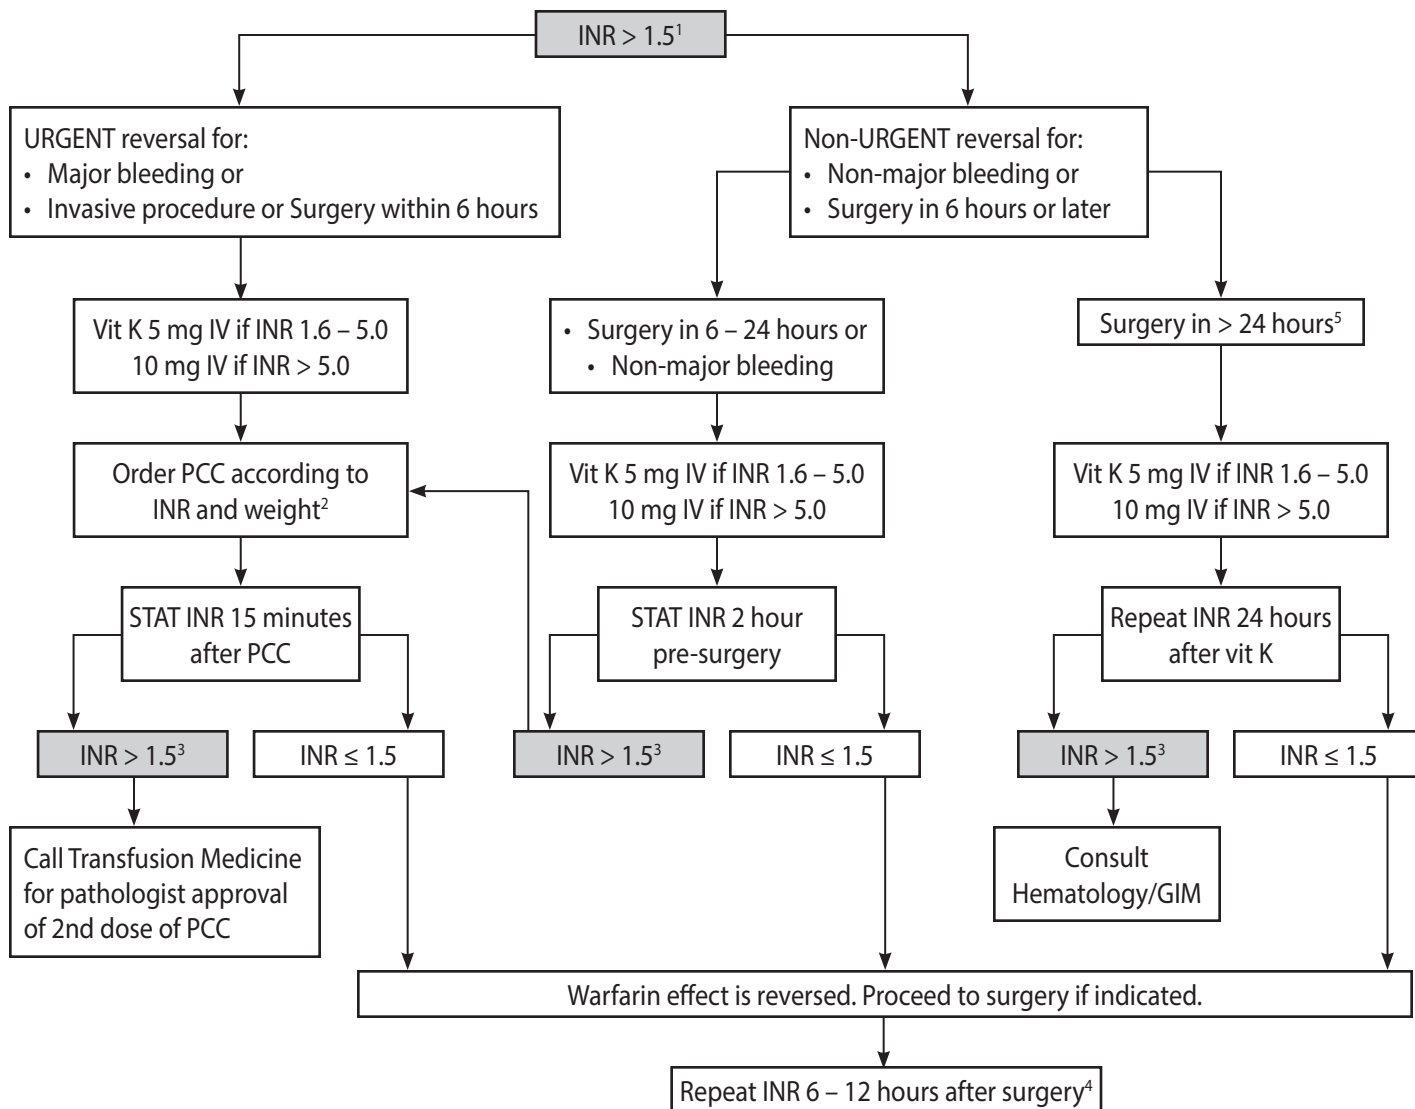 INR > 1.5¹
URGENT reversal for:
• Major bleeding or
• Invasive procedure or Surgery within 6 hours
Non-URGENT reversal for:
• Non-major bleeding or
• Surgery in 6 hours or later
Vit K 5 mg IV if INR 1.6 – 5.0
10 mg IV if INR > 5.0
• Surgery in 6 – 24 hours or
• Non-major bleeding
Surgery in > 24 hours⁵
Order PCC according to
INR and weight²
Vit K 5 mg IV if INR 1.6 – 5.0
10 mg IV if INR > 5.0
Vit K 5 mg IV if INR 1.6 – 5.0
10 mg IV if INR > 5.0
STAT INR 15 minutes
after PCC
STAT INR 2 hour
pre-surgery
Repeat INR 24 hours
after vit K
INR > 1.5³
INR ≤ 1.5
INR > 1.5³
INR ≤ 1.5
INR > 1.5³
INR ≤ 1.5
Call Transfusion Medicine
for pathologist approval
of 2nd dose of PCC
Consult
Hematology/GIM
Warfarin effect is reversed. Proceed to surgery if indicated.
Repeat INR 6 – 12 hours after surgery⁴